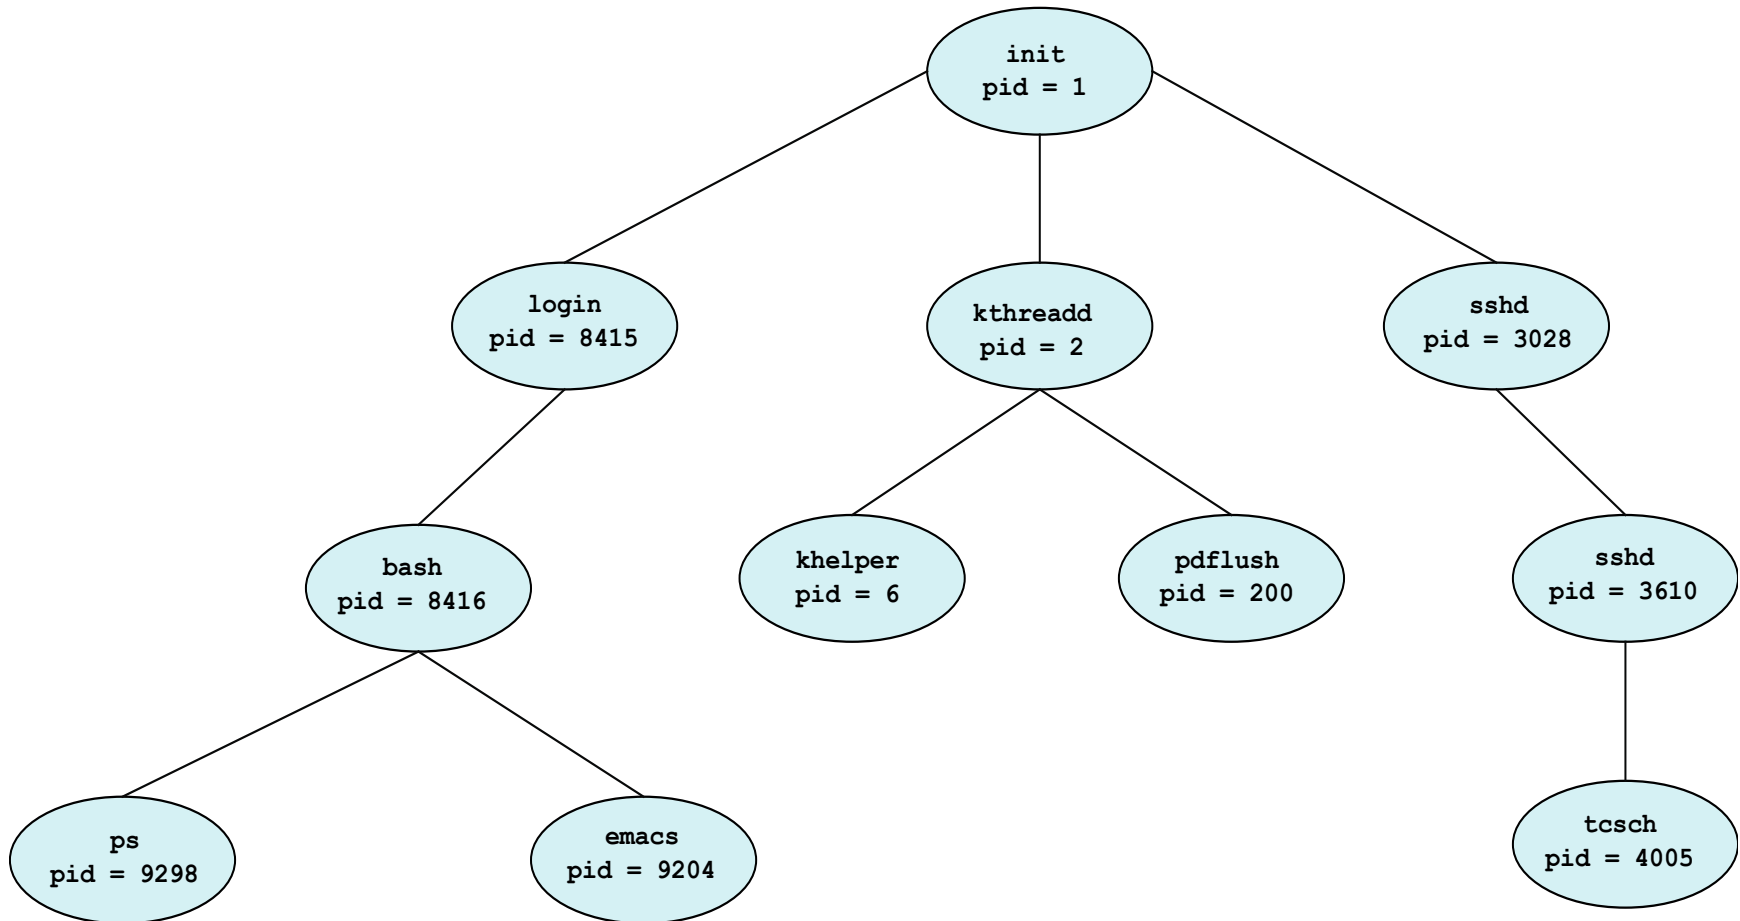 init
pid = 1
login
pid = 8415
kthreadd
pid = 2
sshd
pid = 3028
bash
pid = 8416
khelper
pid = 6
pdflush
pid = 200
sshd
pid = 3610
ps
pid = 9298
emacs
pid = 9204
tcsch
pid = 4005